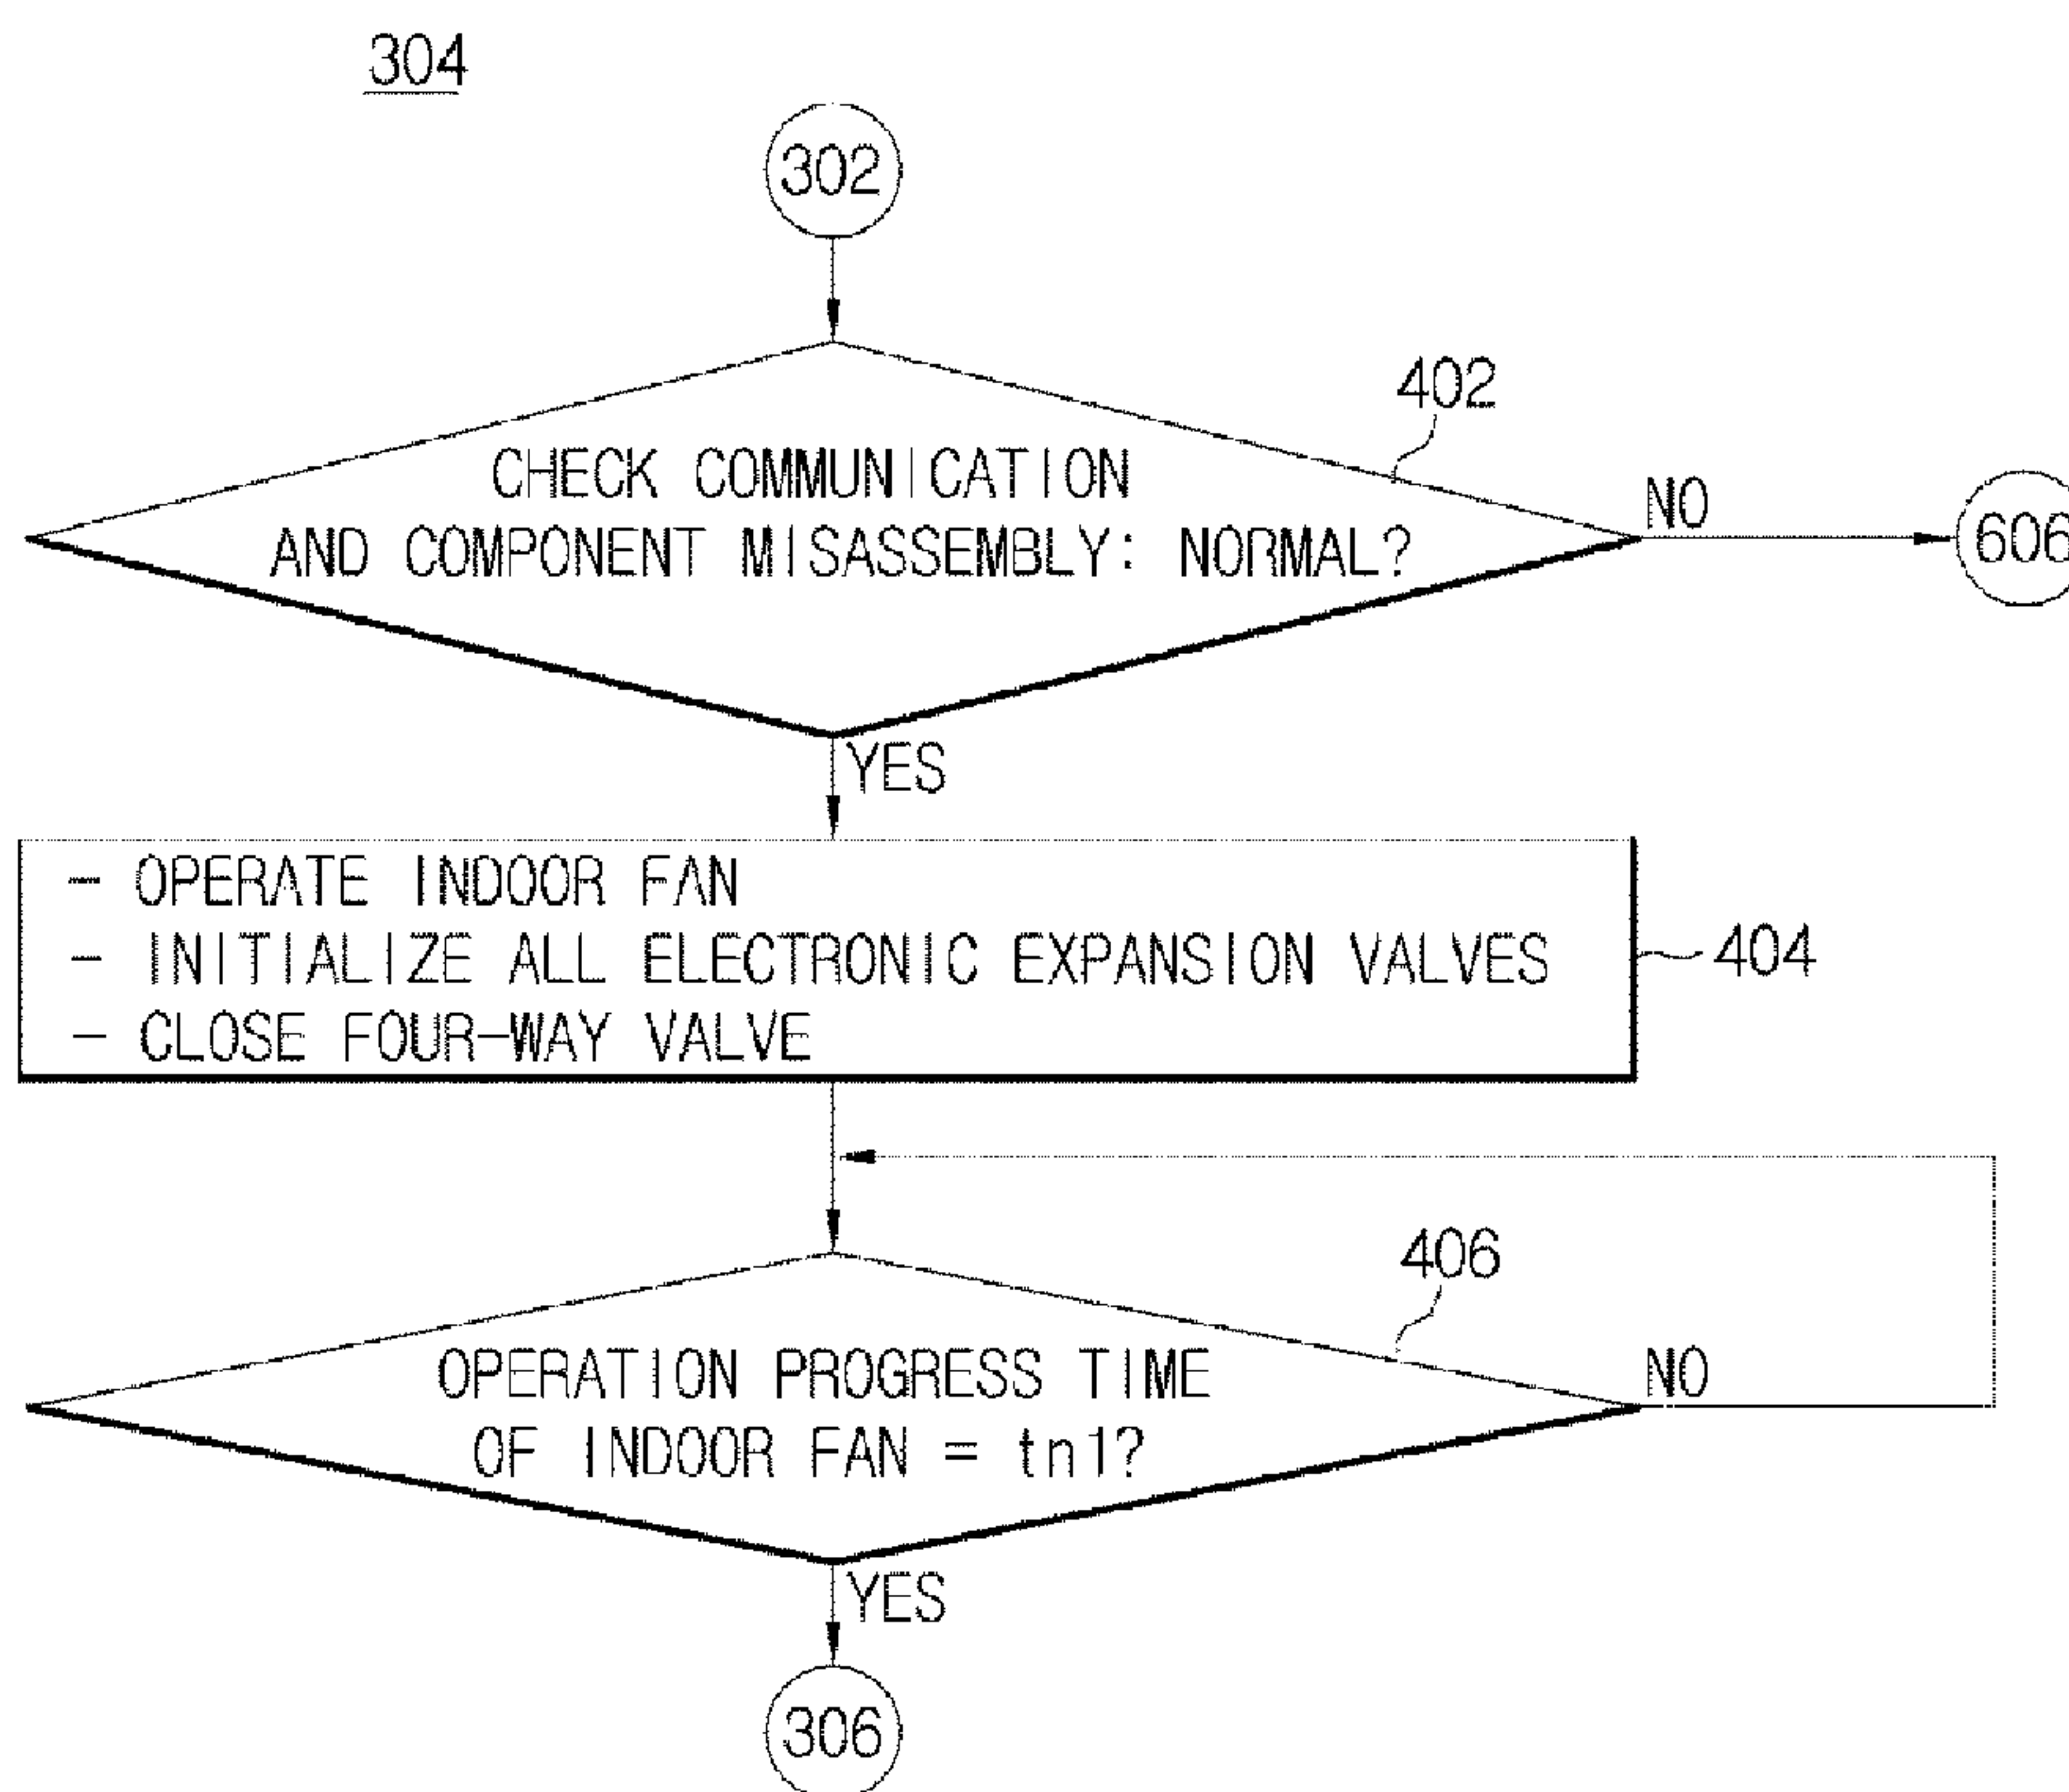 304
302
402
CHECK COMMUNICATION
AND COMPONENT MISASSEMBLY: NORMAL?
NO
606
YES
- OPERATE INDOOR FAN
- INITIALIZE ALL ELECTRONIC EXPANSION VALVES
- CLOSE FOUR-WAY VALVE
404
406
OPERATION PROGRESS TIME
OF INDOOR FAN = tn1?
NO
YES
306